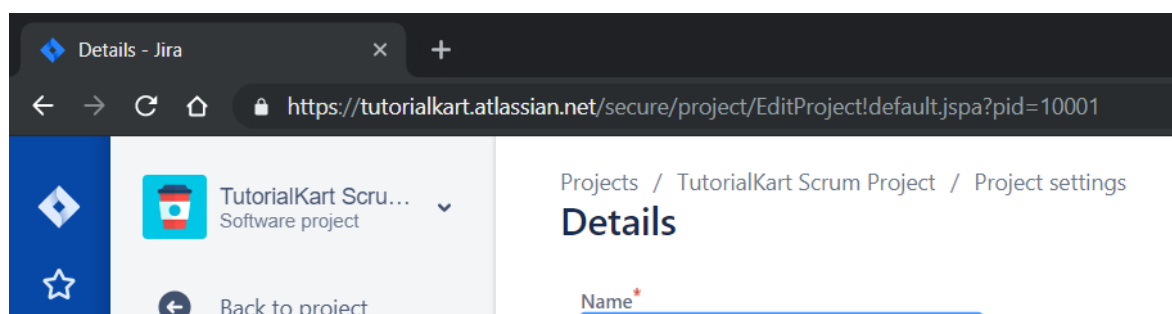 Details - Jira
https://tutorialkart.atlassian.net/secure/project/EditProject!default.jspa?pid=10001
TutorialKart Scru...
Software project
Back to project
Projects / TutorialKart Scrum Project / Project settings
Details
Name*